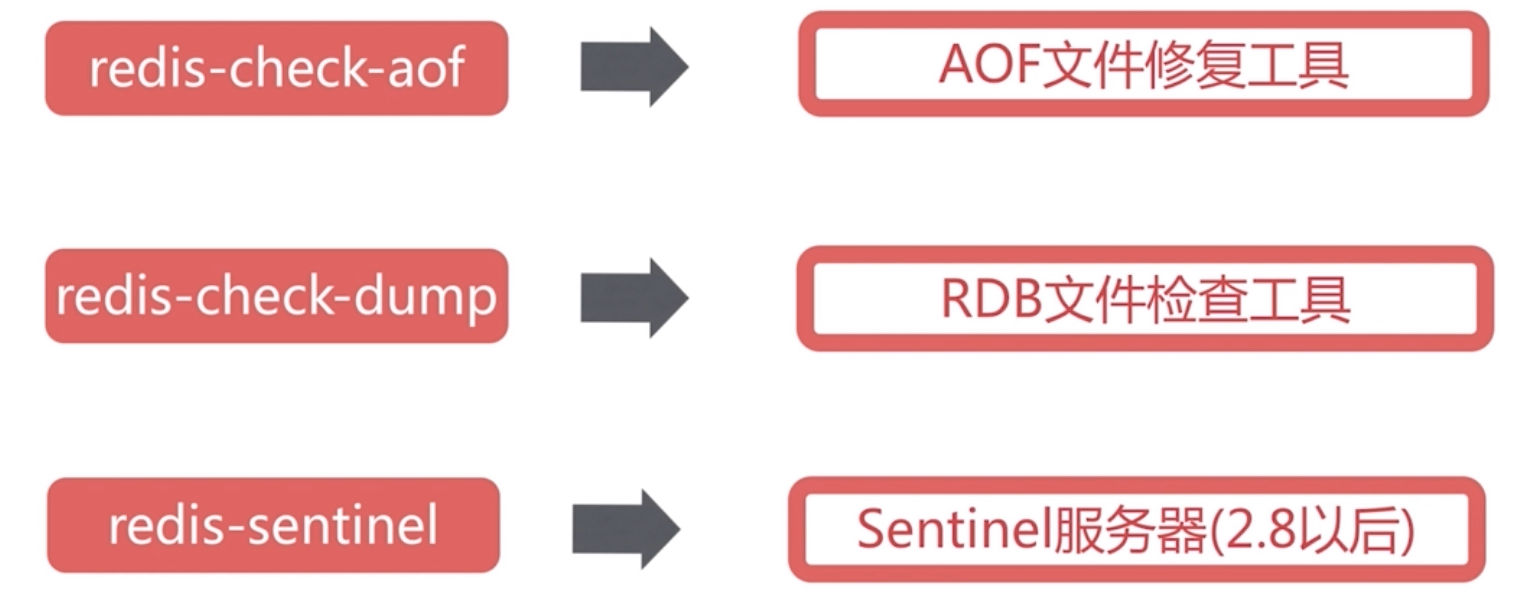 redis-check-aof
AOF文件修复工具
redis-check-dump
RDB文件检查工具
redis-sentinel
Sentinel服务器(2.8以后)